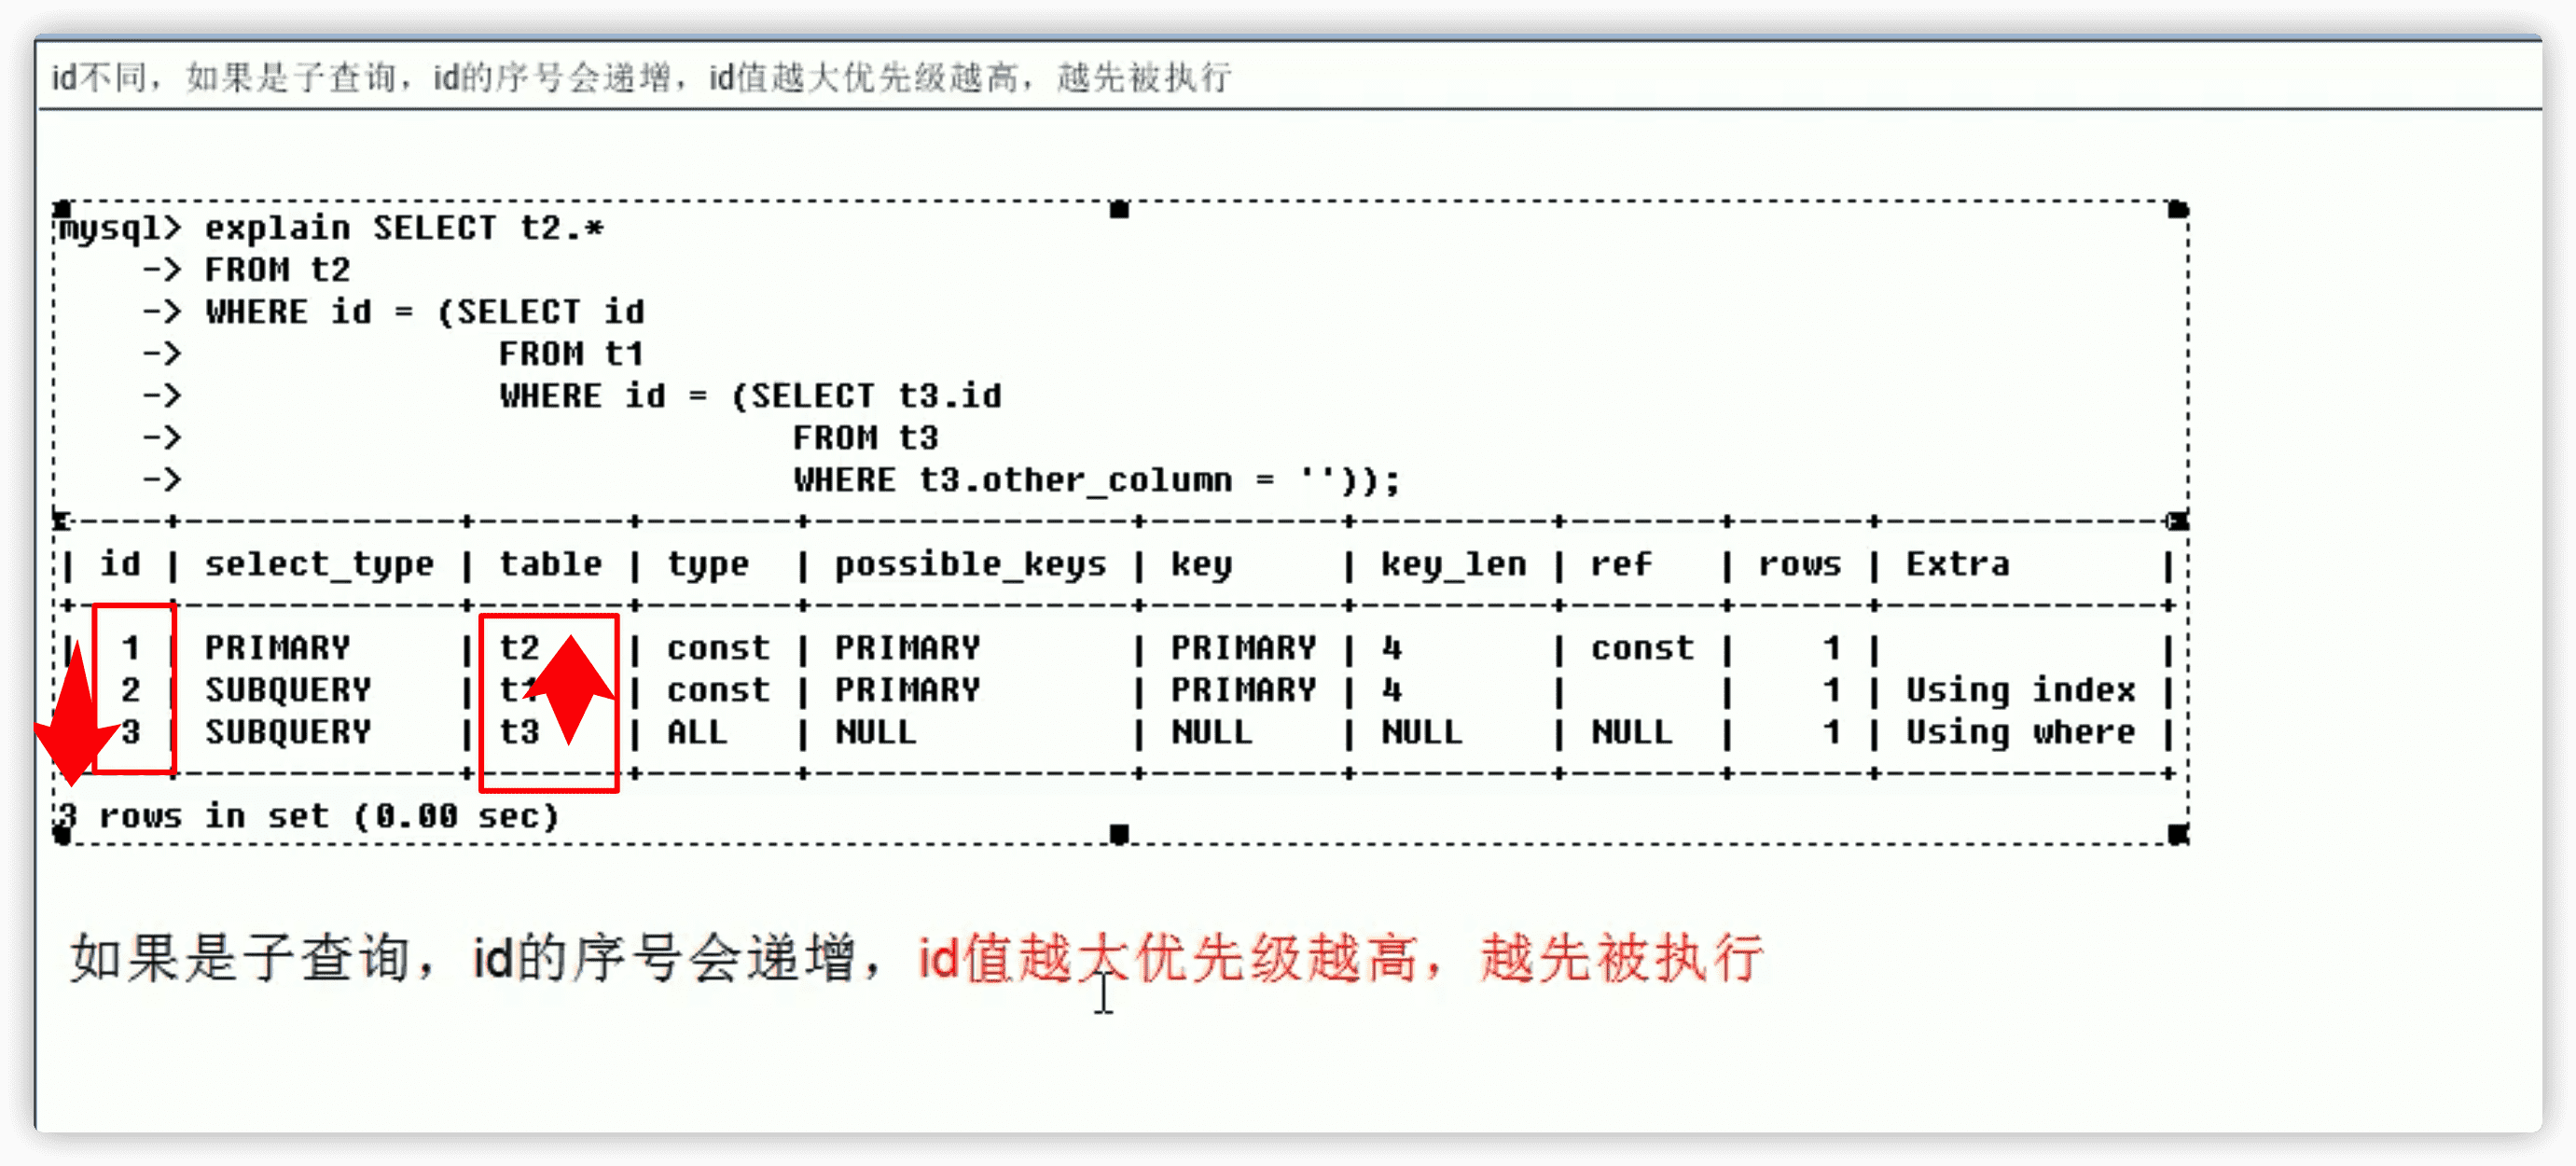 id不同，如果是子查询，id的序号会递增，id值越大优先级越高，越先被执行
mysql> explain SELECT t2.*
    -> FROM t2
    -> WHERE id = (SELECT id
    ->               FROM t1
    ->               WHERE id = (SELECT t3.id
    ->                             FROM t3
    ->                             WHERE t3.other_column = ''));
| id | select_type | table | type | possible_keys | key | key_len | ref | rows | Extra |
| 1 | PRIMARY | t2 | const | PRIMARY | PRIMARY | 4 | const | 1 | |
| 2 | SUBQUERY | t1 | const | PRIMARY | PRIMARY | 4 | | 1 | Using index |
| 3 | SUBQUERY | t3 | ALL | NULL | NULL | NULL | NULL | 1 | Using where |
3 rows in set (0.00 sec)
如果是子查询，id的序号会递增，id值越大优先级越高，越先被执行